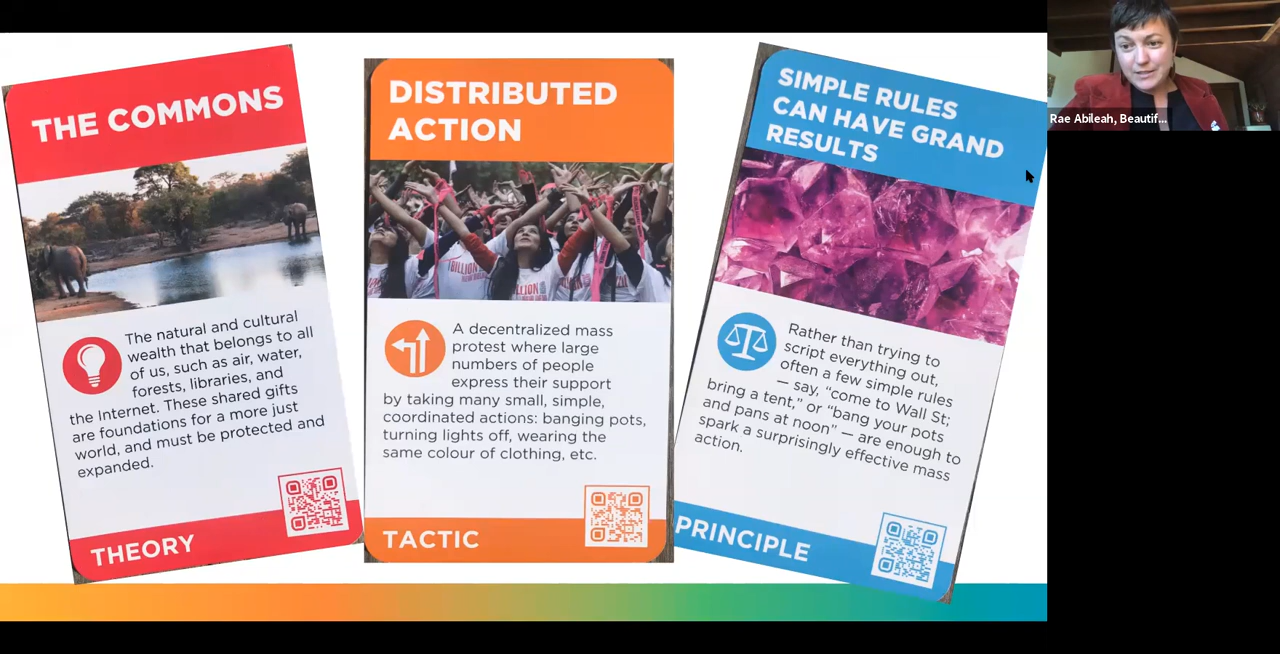 THE COMMONS
The natural and cultural
wealth that belongs to all
of us, such as air, water,
forests, libraries, and
the Internet. These shared gifts
are foundations for a more just
world, and must be protected and
expanded.
THEORY
DISTRIBUTED
ACTION
BILLION
BILLION
BILLION
A decentralized mass
protest where large
numbers of people
express their support
by taking many small, simple,
coordinated actions: banging pots,
turning lights off, wearing the
same colour of clothing, etc.
TACTIC
SIMPLE RULES
CAN HAVE GRAND
RESULTS
Rather than trying to
script everything out,
often a few simple rules
— say, “come to Wall St;
bring a tent,” or “bang your pots
and pans at noon” — are enough to
spark a surprisingly effective mass
action.
PRINCIPLE
Rae Abileah, Beautif...